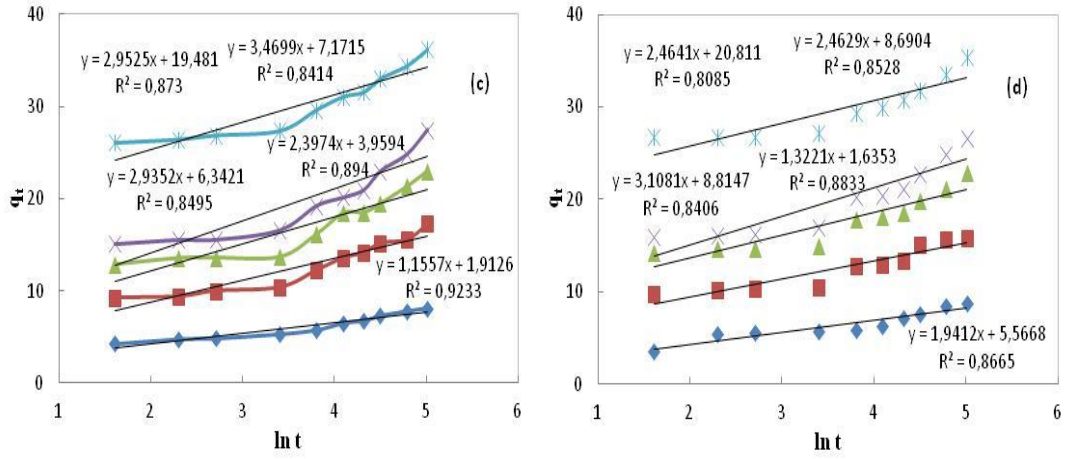 40
30
20
10
0
qt
y = 2,9525x + 19,481
R² = 0,873
y = 3,4699x + 7,1715
R² = 0,8414
(c)
y = 2,3974x + 3,9594
R² = 0,894
y = 2,9352x + 6,3421
R² = 0,8495
y = 1,1557x + 1,9126
R² = 0,9233
1 2 3 4 5 6
ln t
40
30
20
10
0
qt
y = 2,4641x + 20,811
R² = 0,8085
y = 2,4629x + 8,6904
R² = 0,8528
(d)
y = 1,3221x + 1,6353
R² = 0,8833
y = 3,1081x + 8,8147
R² = 0,8406
y = 1,9412x + 5,5668
R² = 0,8665
1 2 3 4 5 6
ln t